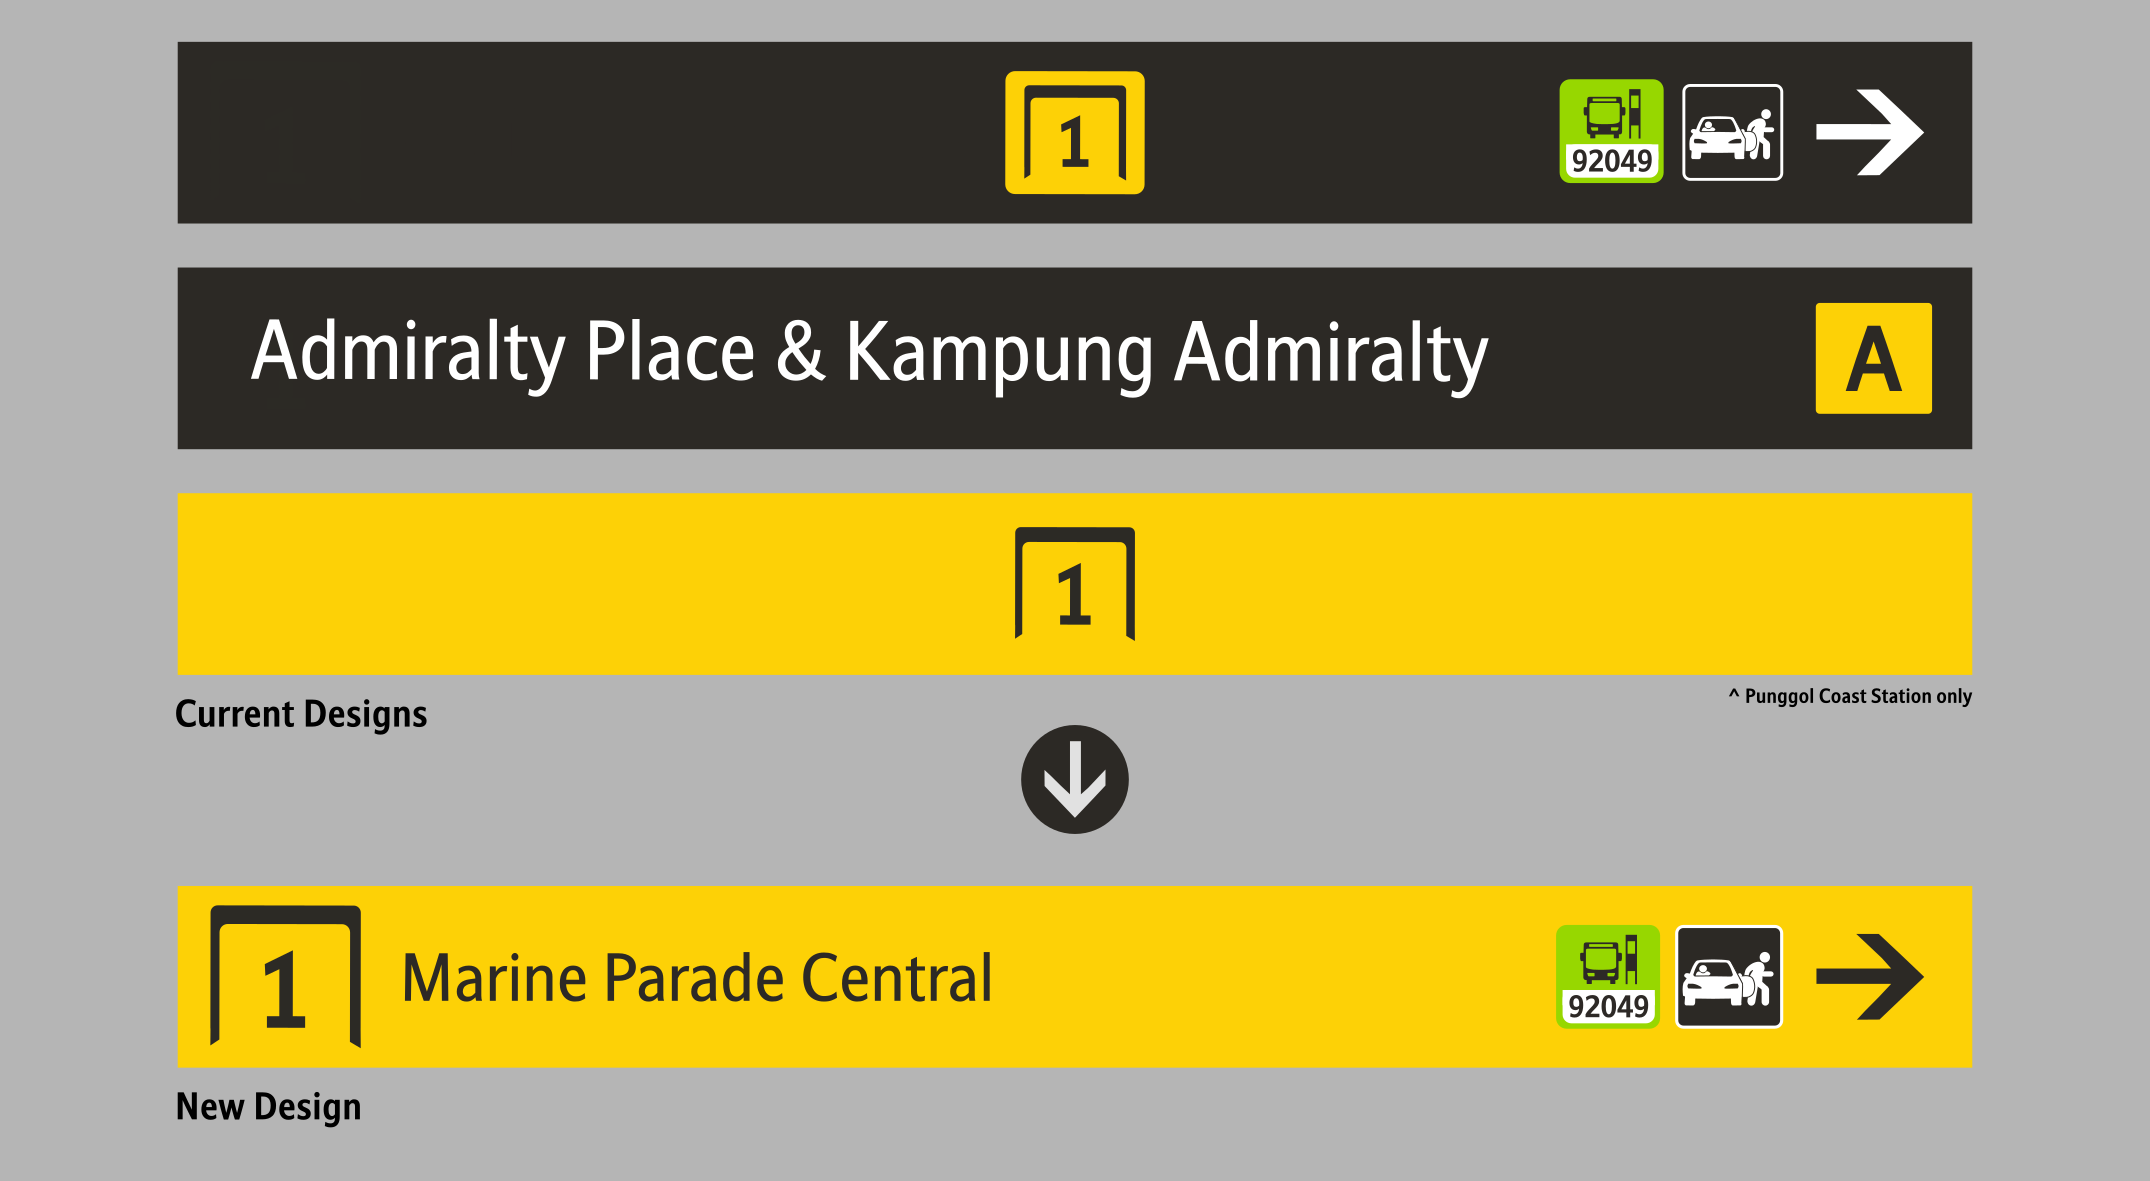 1
92049
Admiralty Place & Kampung Admiralty A
1
Current Designs
^ Punggol Coast Station only
1 Marine Parade Central
92049
New Design